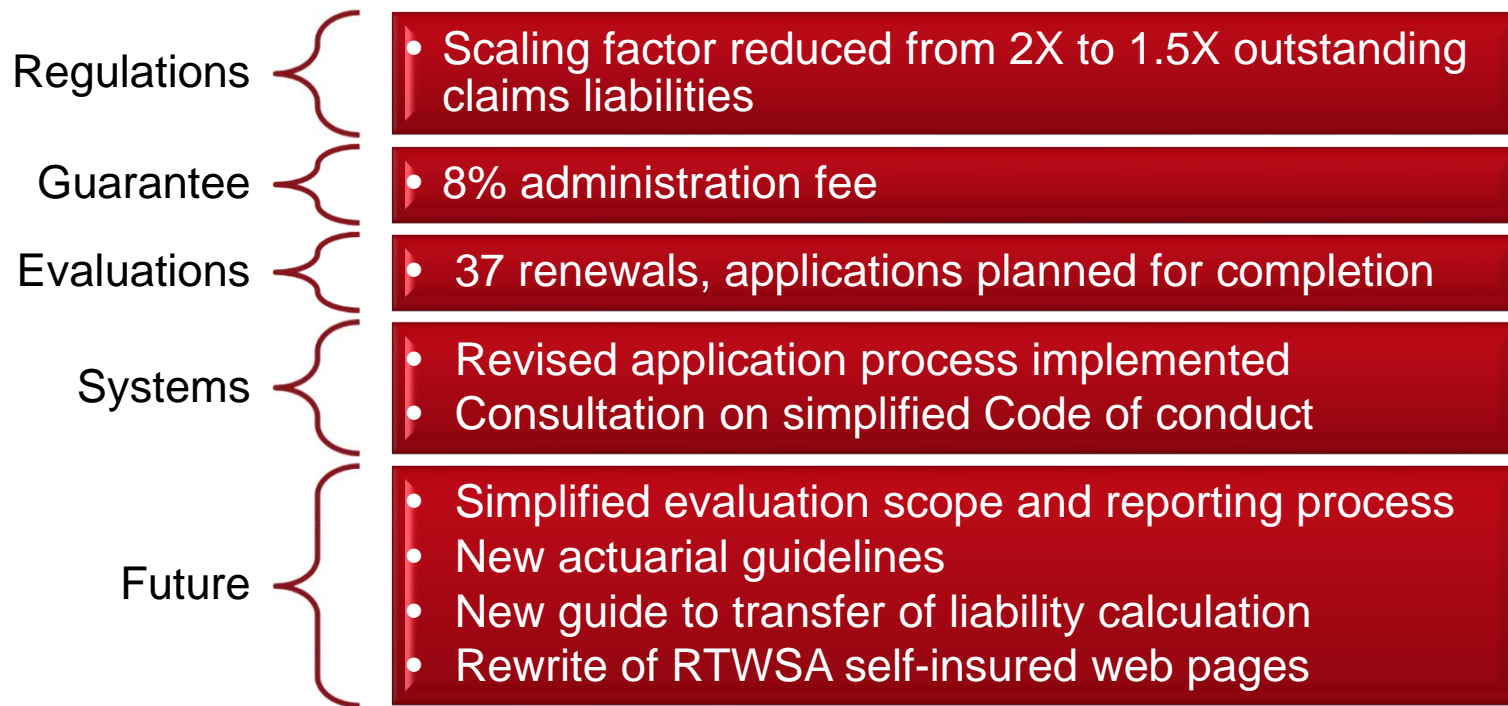 Regulations
• Scaling factor reduced from 2X to 1.5X outstanding
claims liabilities
Guarantee
• 8% administration fee
Evaluations
• 37 renewals, applications planned for completion
Systems
• Revised application process implemented
• Consultation on simplified Code of conduct
Future
• Simplified evaluation scope and reporting process
• New actuarial guidelines
• New guide to transfer of liability calculation
• Rewrite of RTWSA self-insured web pages